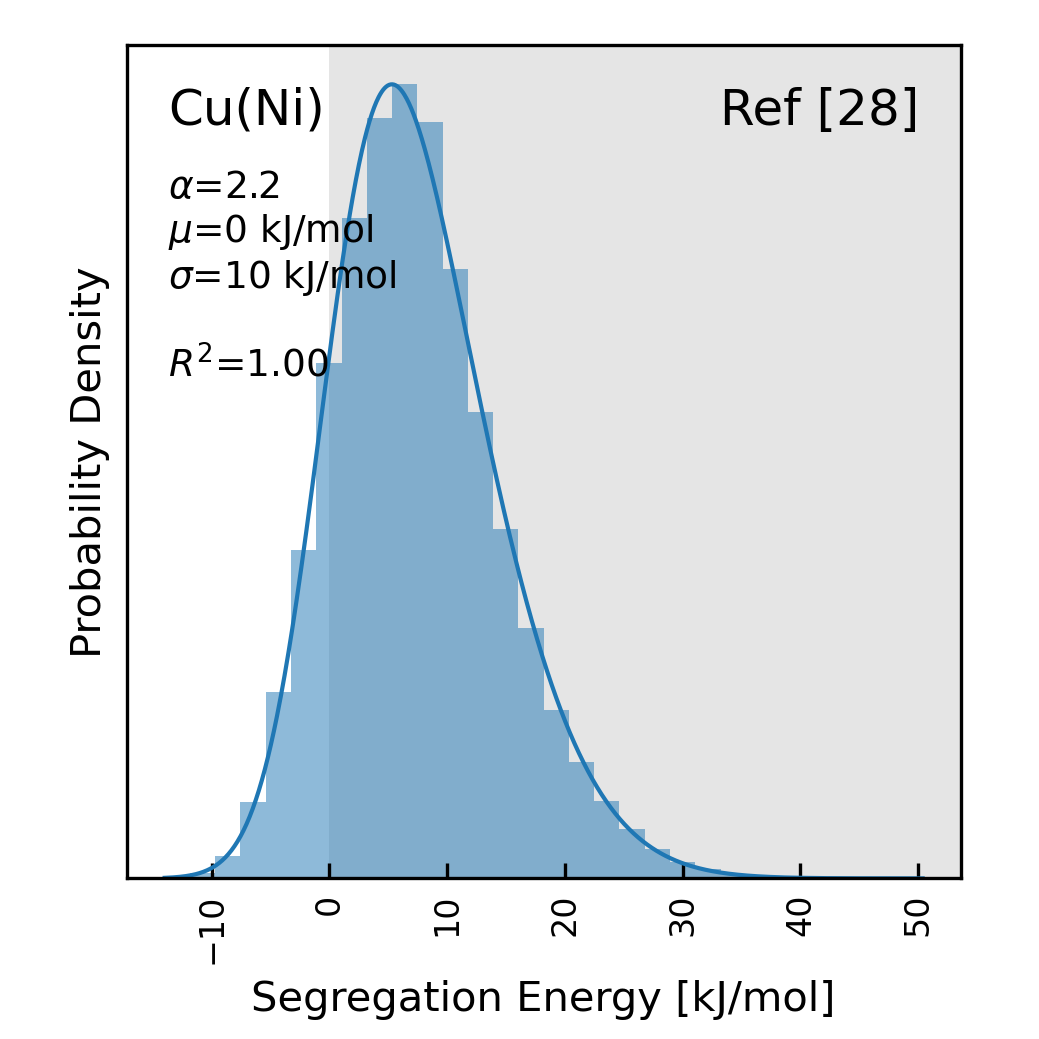 Cu(Ni)
Ref [28]
α=2.2
μ=0 kJ/mol
σ=10 kJ/mol
R²=1.00
Probability Density
−10 0 10 20 30 40 50
Segregation Energy [kJ/mol]